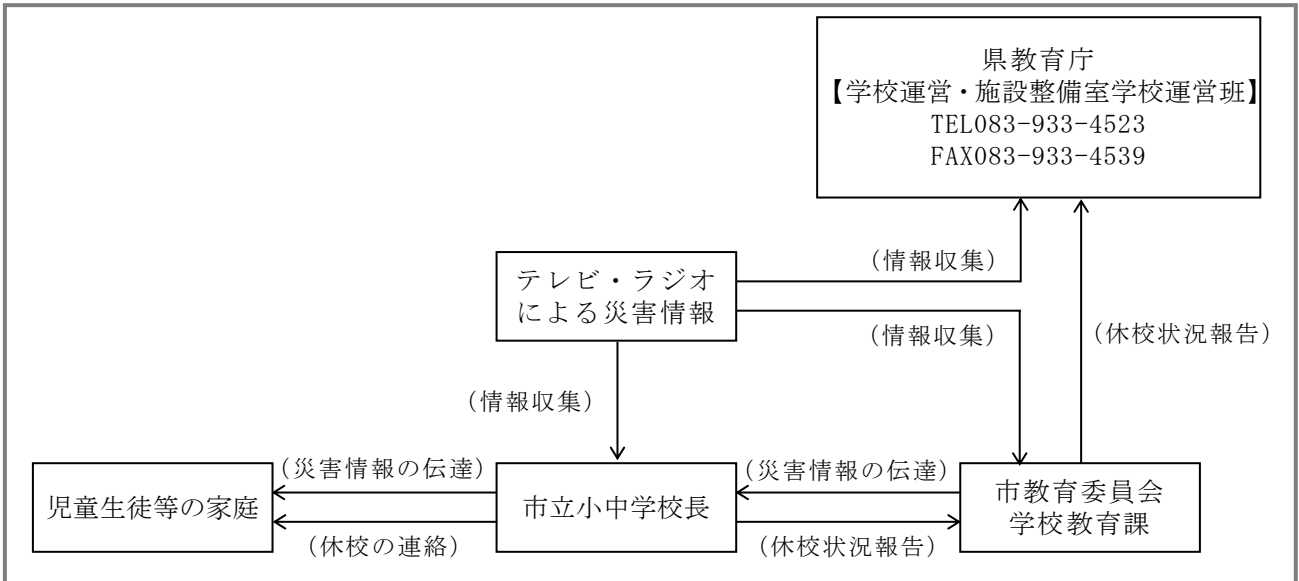 県教育庁
【学校運営・施設整備室学校運営班】
TEL083-933-4523
FAX083-933-4539
(情報収集)
テレビ・ラジオ
による災害情報
(情報収集)
(休校状況報告)
(情報収集)
(災害情報の伝達)
(災害情報の伝達)
児童生徒等の家庭
市立小中学校長
市教育委員会
学校教育課
(休校の連絡)
(休校状況報告)